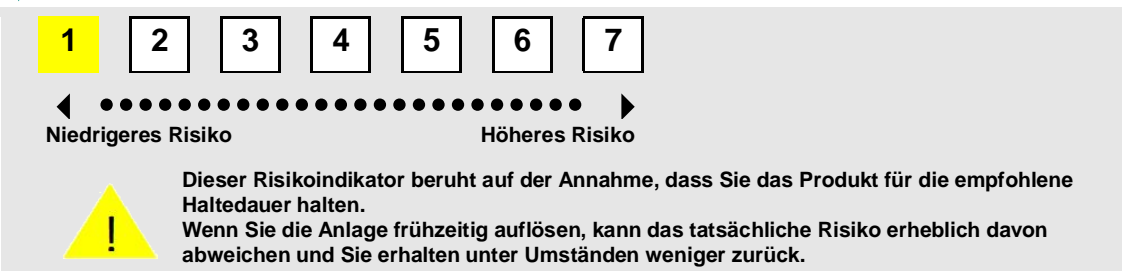 1 2 3 4 5 6 7
Niedrigeres Risiko Höheres Risiko
Dieser Risikoindikator beruht auf der Annahme, dass Sie das Produkt für die empfohlene
Haltedauer halten.
! Wenn Sie die Anlage frühzeitig auflösen, kann das tatsächliche Risiko erheblich davon
abweichen und Sie erhalten unter Umständen weniger zurück.